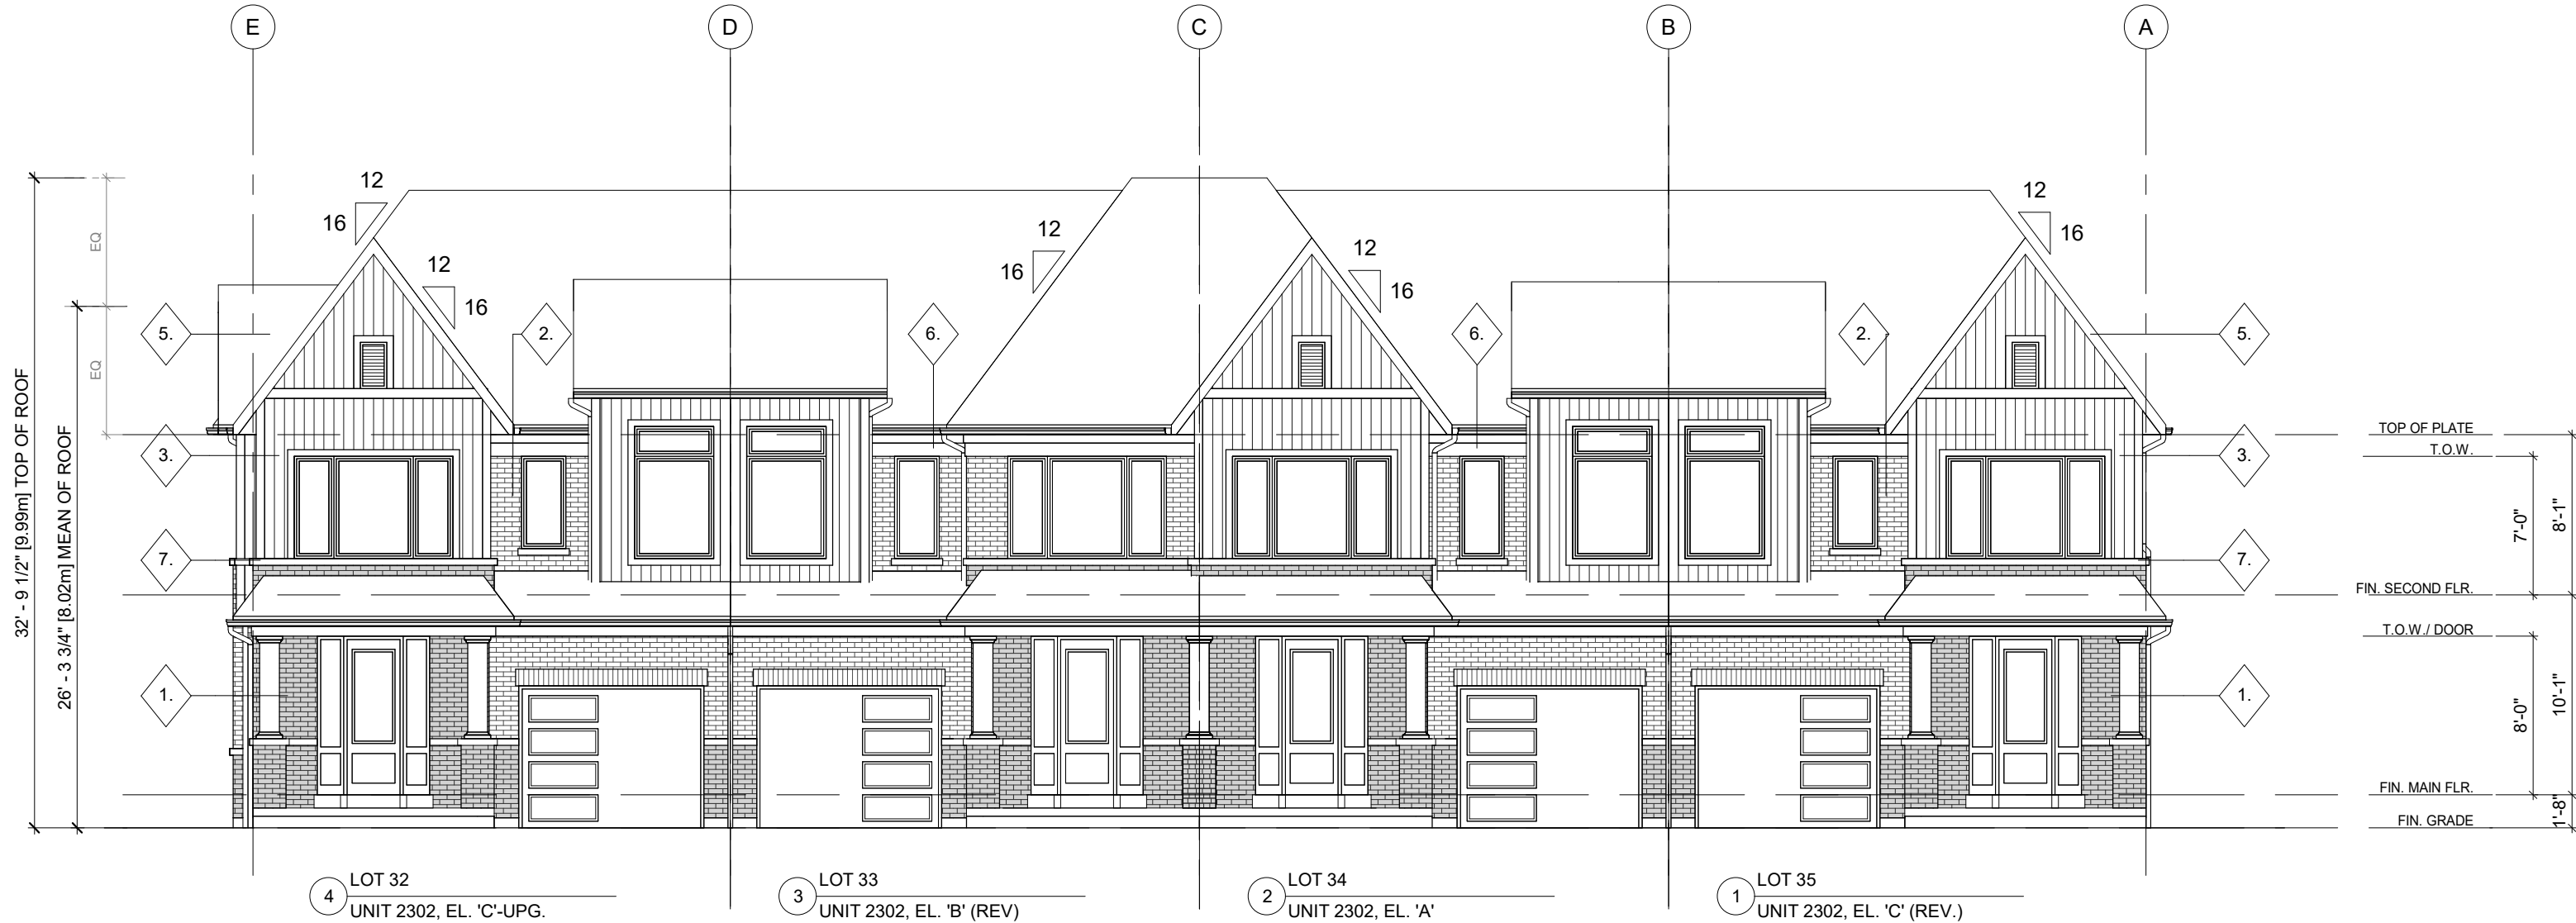 E
D
C
B
A
12
16
12
16
12
16
12
16
12
16
EQ
EQ
32' - 9 1/2" [9.99m] TOP OF ROOF
26' - 3 3/4" [8.02m] MEAN OF ROOF
5.
2.
6.
6.
2.
5.
3.
3.
7.
7.
1.
1.
TOP OF PLATE
T.O.W.
7'-0"
8'-1"
FIN. SECOND FLR.
T.O.W./ DOOR
8'-0"
10'-1"
FIN. MAIN FLR.
1'-8"
FIN. GRADE
4
LOT 32
UNIT 2302, EL. 'C'-UPG.
3
LOT 33
UNIT 2302, EL. 'B' (REV)
2
LOT 34
UNIT 2302, EL. 'A'
1
LOT 35
UNIT 2302, EL. 'C' (REV.)